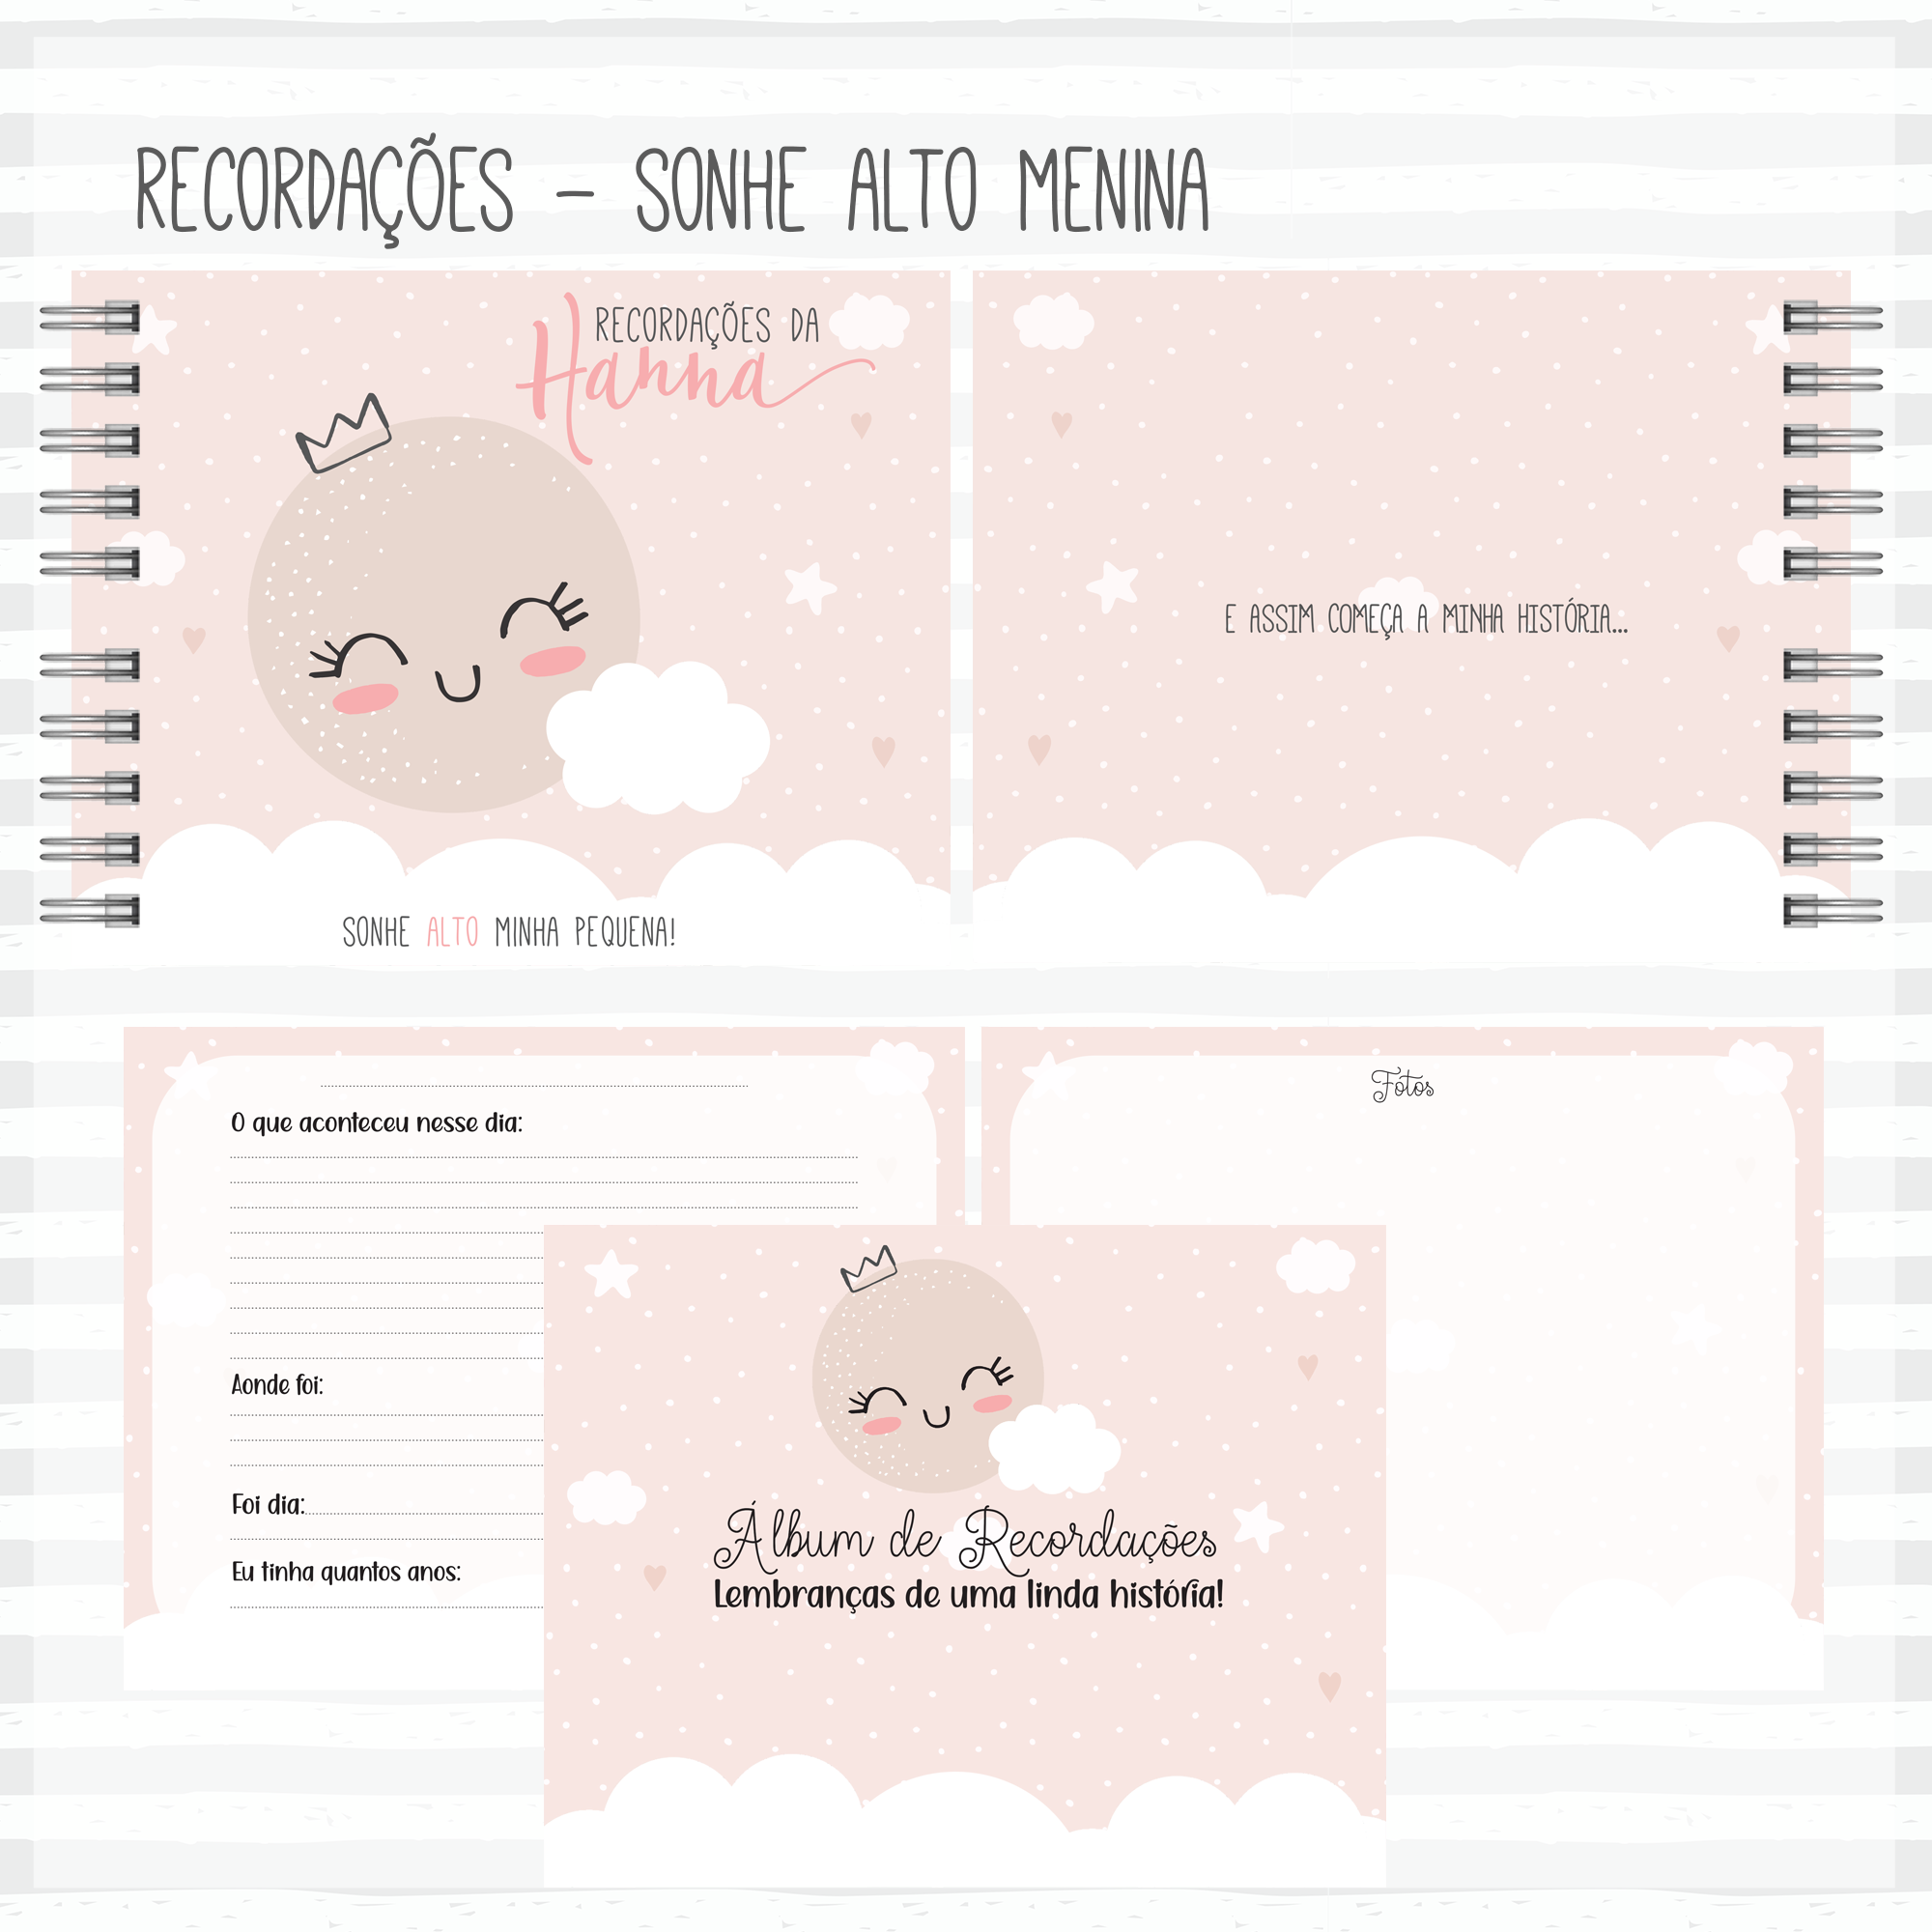 RECORDAÇÕES - SONHE ALTO MENINA
RECORDAÇÕES DA
Hanna
SONHE ALTO MINHA PEQUENA!
E ASSIM COMEÇA A MINHA HISTÓRIA...
O que aconteceu nesse dia:
Aonde foi:
Foi dia:
Eu tinha quantos anos:
Fotos
Álbum de Recordações
Lembranças de uma linda história!